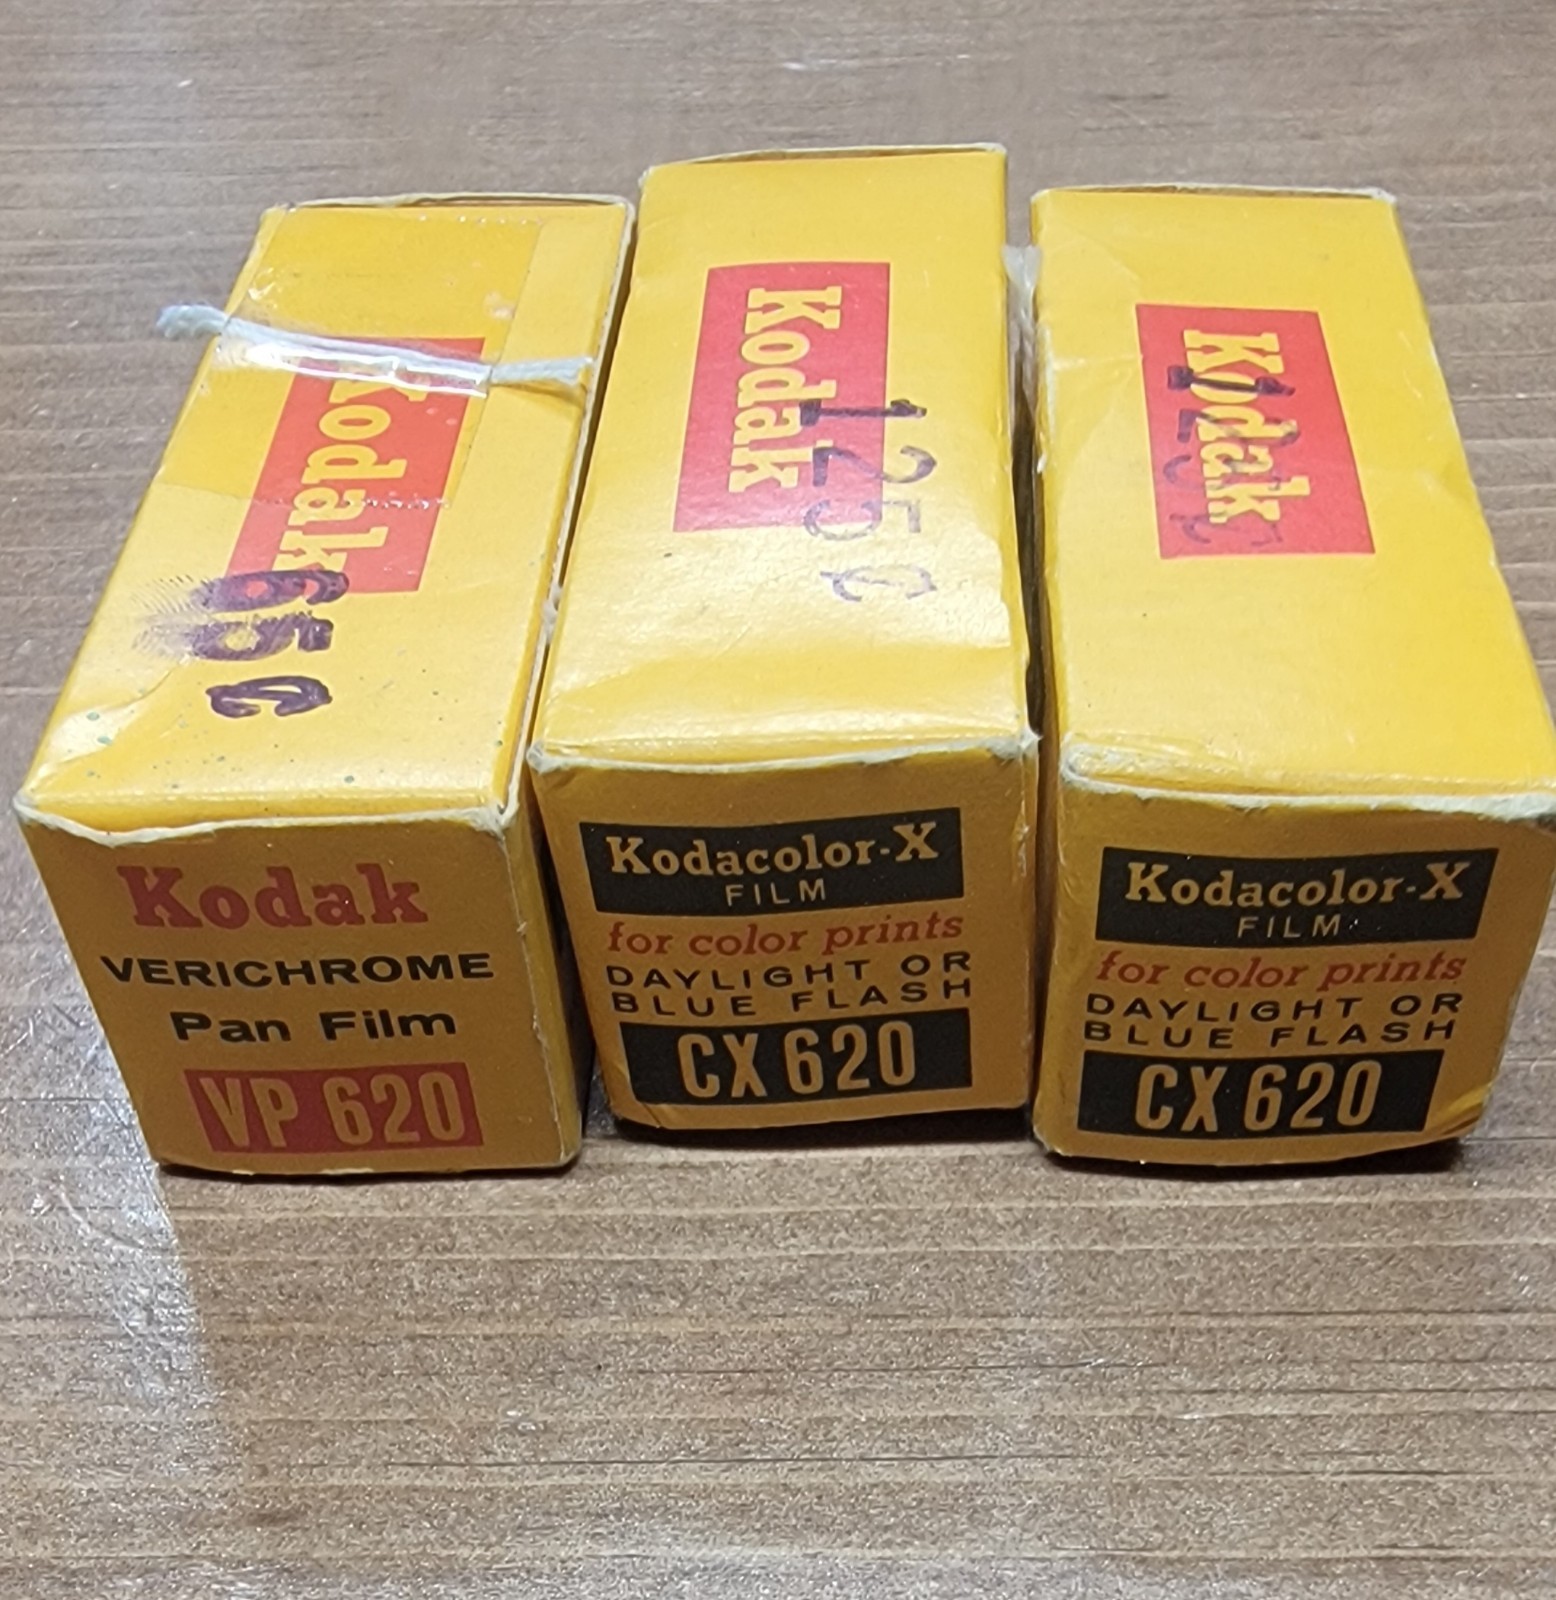 Kodak
65¢
Kodak
VERICHROME
Pan Film
VP 620
Kodak
125¢
Kodacolor-X
FILM
for color prints
DAYLIGHT OR
BLUE FLASH
CX 620
Kodak
125¢
Kodacolor-X
FILM
for color prints
DAYLIGHT OR
BLUE FLASH
CX 620